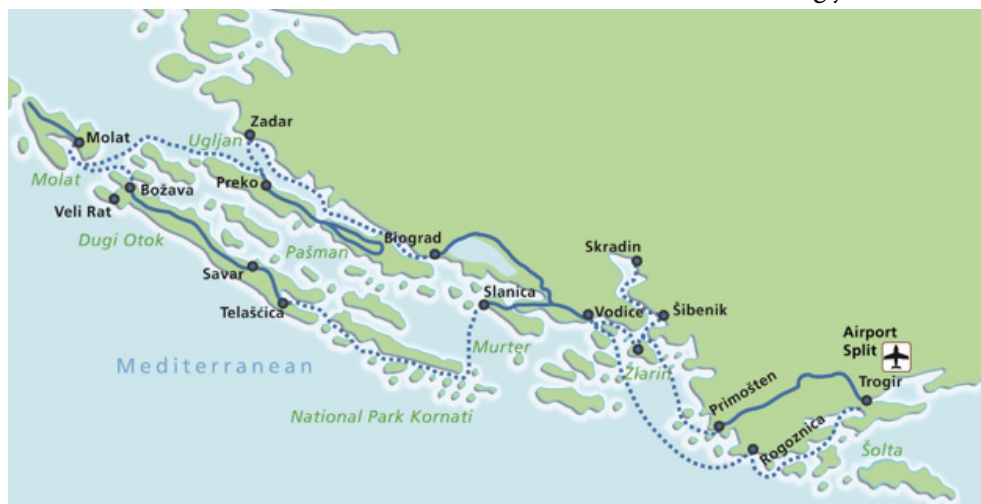 Zadar
Molat
Ugljan
Molat
Božava
Preko
Veli Rat
Dugi Otok
Pašman
Biograd
Skradin
Savar
Slanica
Telašćica
Vodice
Šibenik
Murter
Žlarin
Airport
Split
Mediterranean
Trogir
Primošten
National Park Kornati
Rogoznica
Šolta